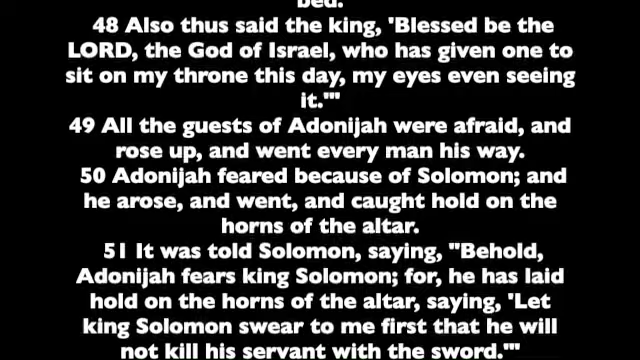 bed.'
48 Also thus said the king, 'Blessed be the
LORD, the God of Israel, who has given one to
sit on my throne this day, my eyes even seeing
it.'"
49 All the guests of Adonijah were afraid, and
rose up, and went every man his way.
50 Adonijah feared because of Solomon; and
he arose, and went, and caught hold on the
horns of the altar.
51 It was told Solomon, saying, "Behold,
Adonijah fears king Solomon; for, he has laid
hold on the horns of the altar, saying, 'Let
king Solomon swear to me first that he will
not kill his servant with the sword.'"